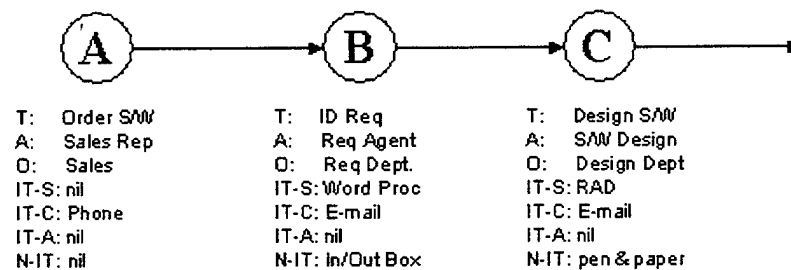 A B C
T: Order S/W
A: Sales Rep
O: Sales
IT-S: nil
IT-C: Phone
IT-A: nil
N-IT: nil
T: ID Req
A: Req Agent
O: Req Dept.
IT-S: Word Proc
IT-C: E-mail
IT-A: nil
N-IT: In/Out Box
T: Design S/W
A: S/W Design
O: Design Dept
IT-S: RAD
IT-C: E-mail
IT-A: nil
N-IT: pen & paper